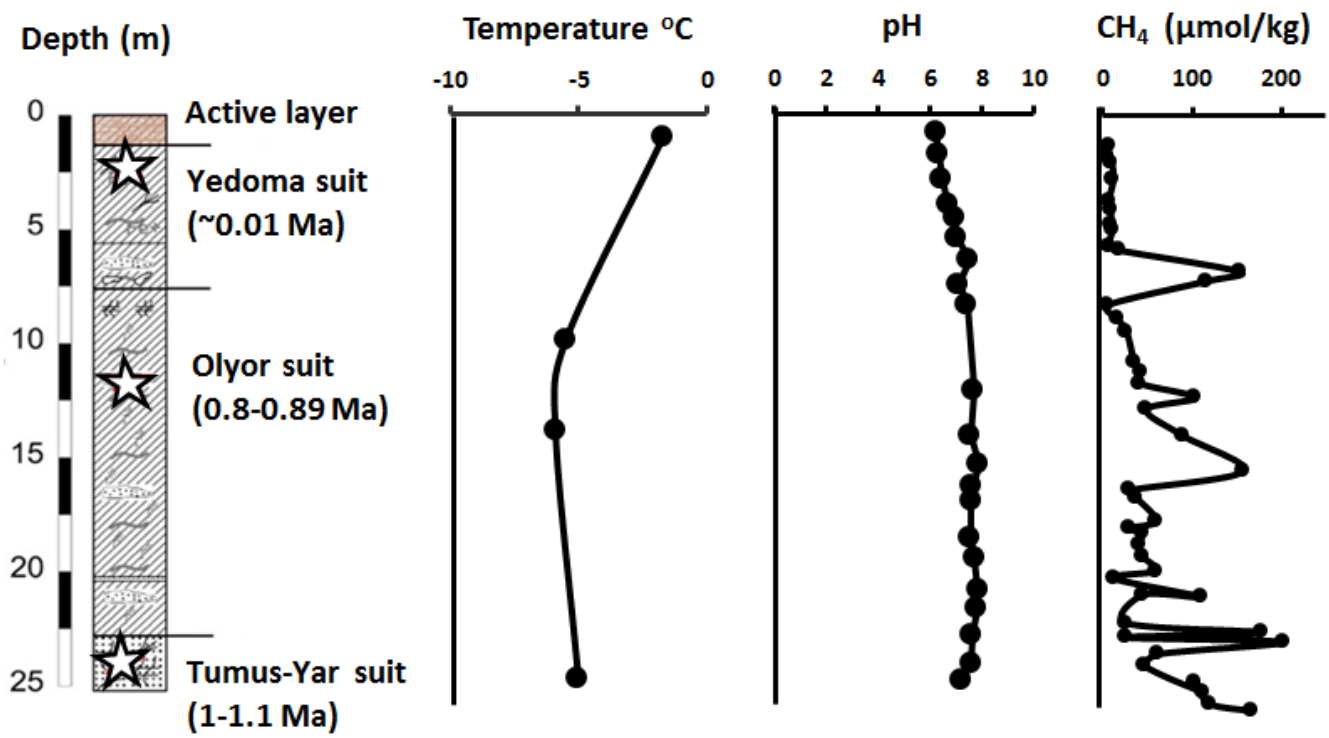 Depth (m)
Temperature ⁰C
pH
CH₄ (μmol/kg)
-10 -5 0
0 2 4 6 8 10
0 100 200
0
5
10
15
20
25
Active layer
Yedoma suit
(~0.01 Ma)
Olyor suit
(0.8-0.89 Ma)
Tumus-Yar suit
(1-1.1 Ma)